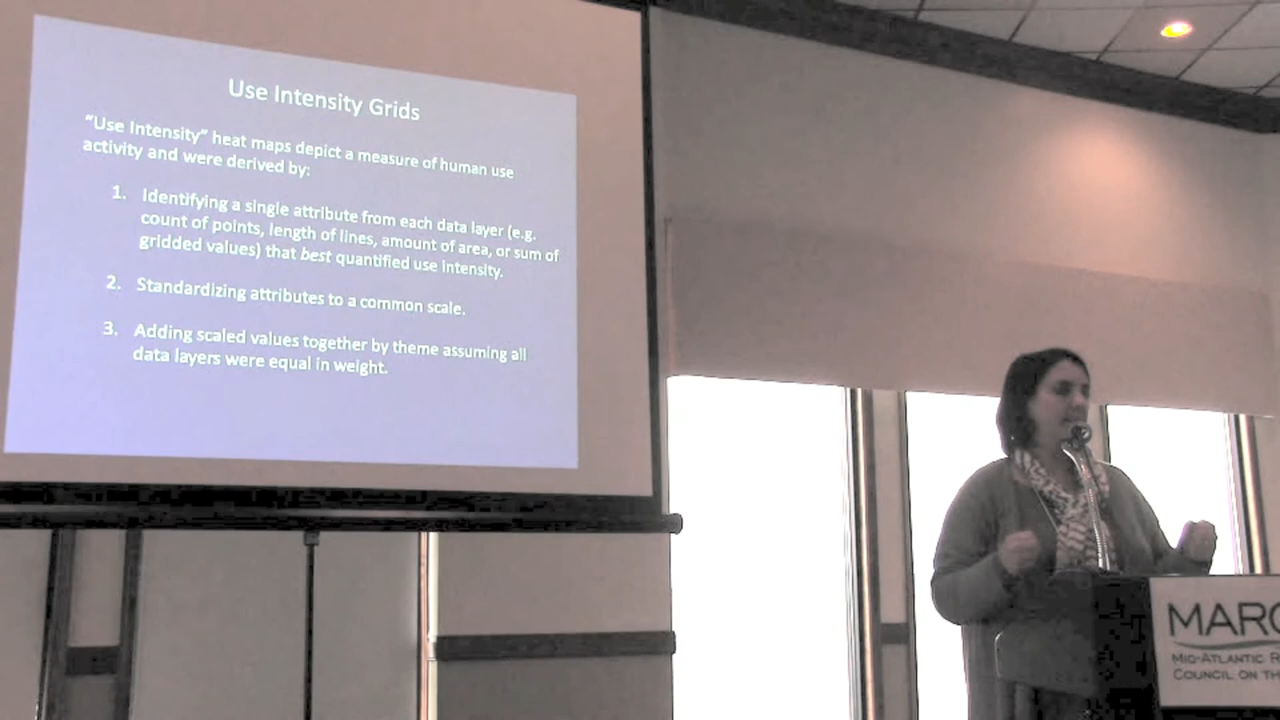 Use Intensity Grids
“Use Intensity” heat maps depict a measure of human use
activity and were derived by:
1. Identifying a single attribute from each data layer (e.g.
count of points, length of lines, amount of area, or sum of
gridded values) that best quantified use intensity.
2. Standardizing attributes to a common scale.
3. Adding scaled values together by theme assuming all
data layers were equal in weight.
MARC
MID-ATLANTIC R
COUNCIL ON TH